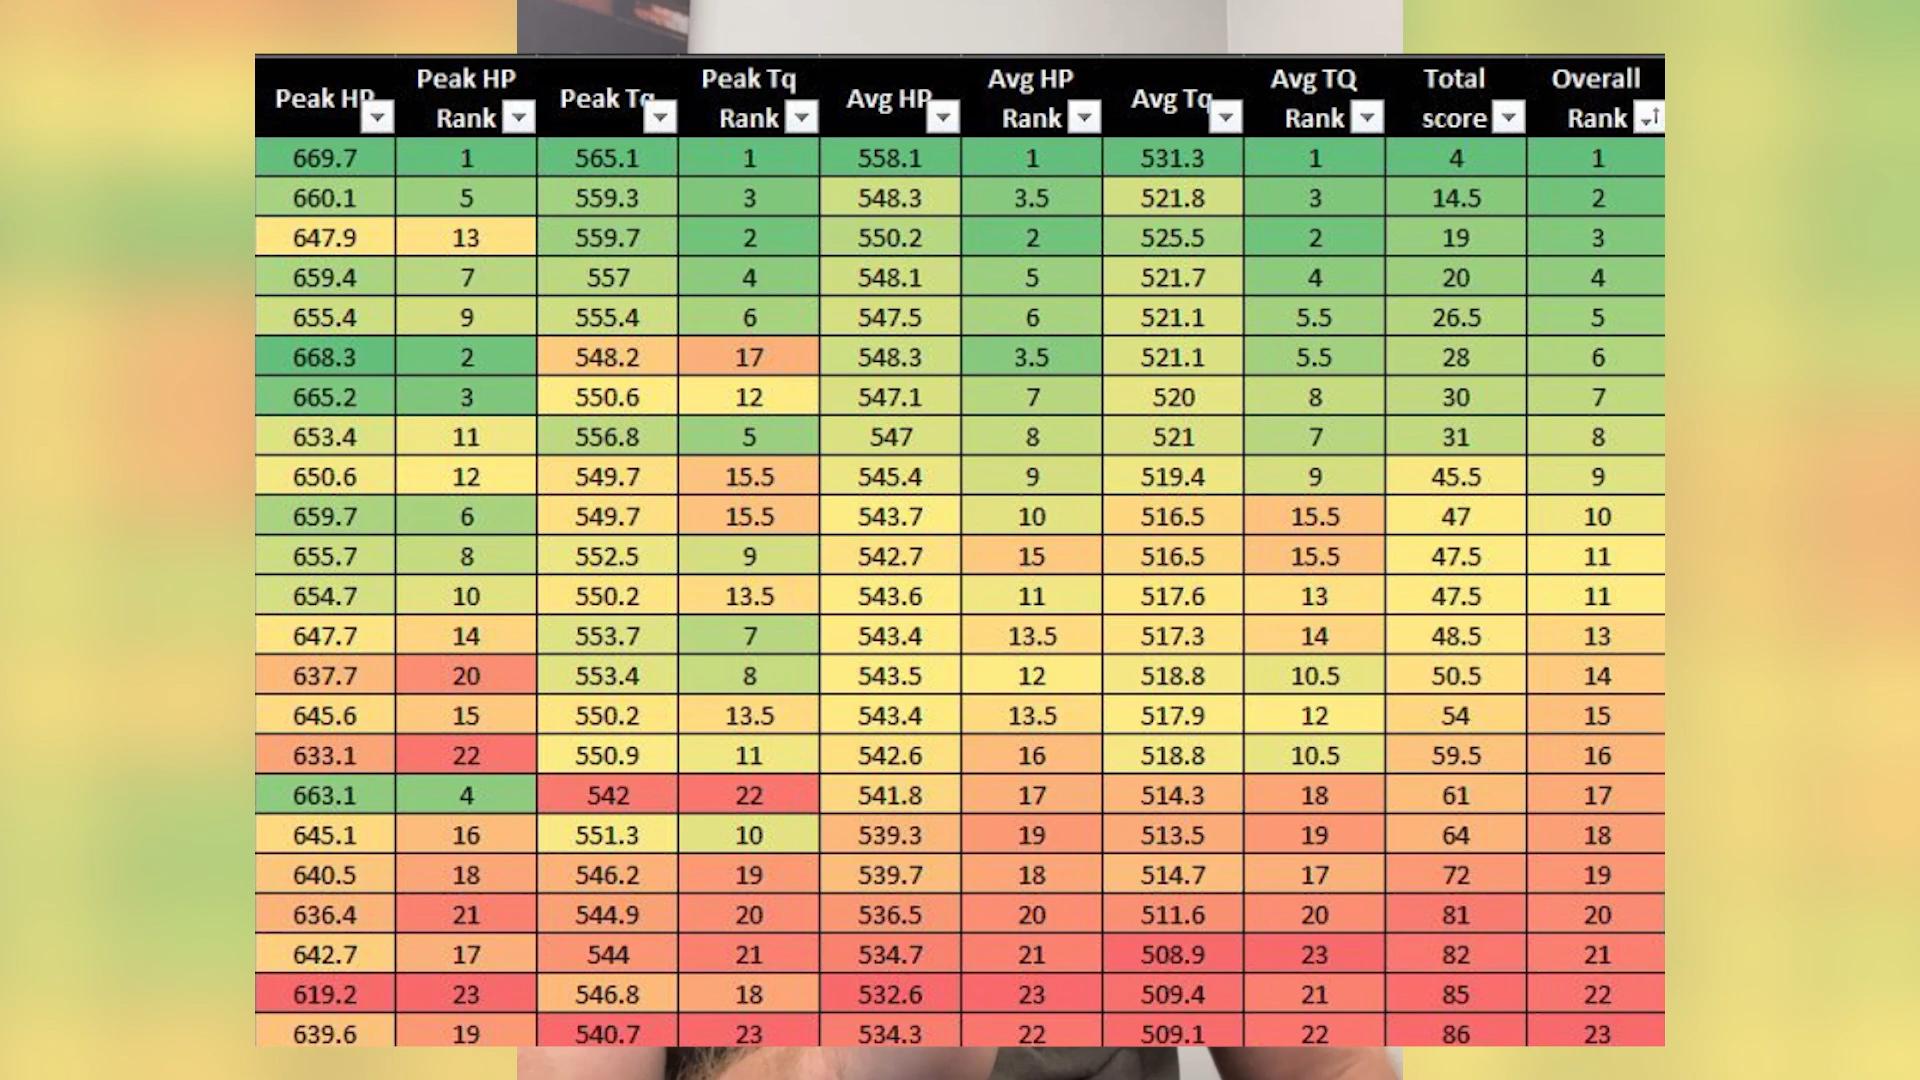 Peak HP Peak HP Rank Peak Tq Peak Tq Rank Avg HP Avg HP Rank Avg Tq Avg TQ Rank Total score Overall Rank
669.7 1 565.1 1 558.1 1 531.3 1 4 1
660.1 5 559.3 3 548.3 3.5 521.8 3 14.5 2
647.9 13 559.7 2 550.2 2 525.5 2 19 3
659.4 7 557 4 548.1 5 521.7 4 20 4
655.4 9 555.4 6 547.5 6 521.1 5.5 26.5 5
668.3 2 548.2 17 548.3 3.5 521.1 5.5 28 6
665.2 3 550.6 12 547.1 7 520 8 30 7
653.4 11 556.8 5 547 8 521 7 31 8
650.6 12 549.7 15.5 545.4 9 519.4 9 45.5 9
659.7 6 549.7 15.5 543.7 10 516.5 15.5 47 10
655.7 8 552.5 9 542.7 15 516.5 15.5 47.5 11
654.7 10 550.2 13.5 543.6 11 517.6 13 47.5 11
647.7 14 553.7 7 543.4 13.5 517.3 14 48.5 13
637.7 20 553.4 8 543.5 12 518.8 10.5 50.5 14
645.6 15 550.2 13.5 543.4 13.5 517.9 12 54 15
633.1 22 550.9 11 542.6 16 518.8 10.5 59.5 16
663.1 4 542 22 541.8 17 514.3 18 61 17
645.1 16 551.3 10 539.3 19 513.5 19 64 18
640.5 18 546.2 19 539.7 18 514.7 17 72 19
636.4 21 544.9 20 536.5 20 511.6 20 81 20
642.7 17 544 21 534.7 21 508.9 23 82 21
619.2 23 546.8 18 532.6 23 509.4 21 85 22
639.6 19 540.7 23 534.3 22 509.1 22 86 23